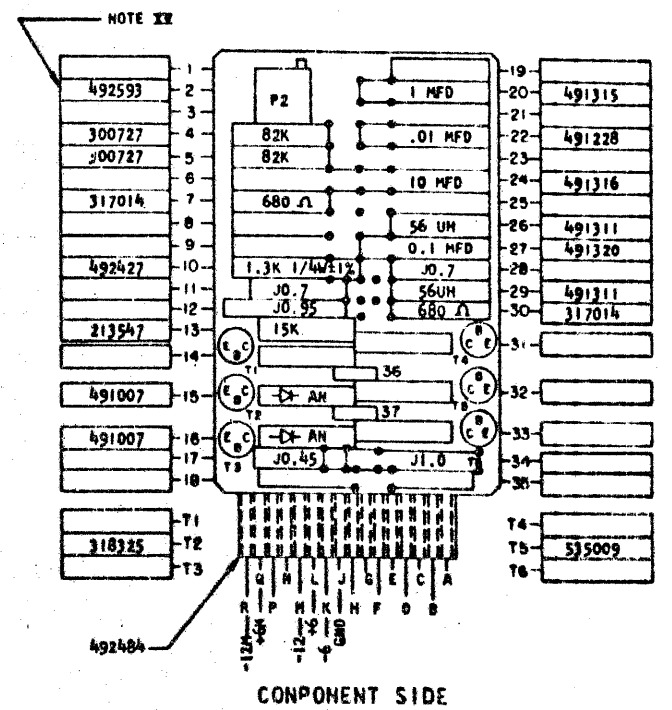 NOTE XV
1
492593 2
3
300727 4
300727 5
6
317014 7
8
9
492427 10
11
12
213547 13
14
491007 15
491007 16
17
18
T1
318325 T2
T3
492484
P2
82K
82K
680 Ω
1.3K 1/4W±1%
J0.7
J0.95
15K
E B C
T1
36
E B C
T2
AN
37
E B C
T3
AN
J0.45
1 MFD
.01 MFD
10 MFD
56 UH
0.1 MFD
J0.7
56UH
680 Ω
B C E
T4
B C E
B C E
J1.0
19
20 491315
21
22 491228
23
24 491316
25
26 491311
27 491320
28
29 491311
30 317014
31
32
33
34
35
T4
T5 535009
T6
Q N L J G E C A
R P M K H F D B
-12M +6M -12 +6 -6 GND
CONPONENT SIDE